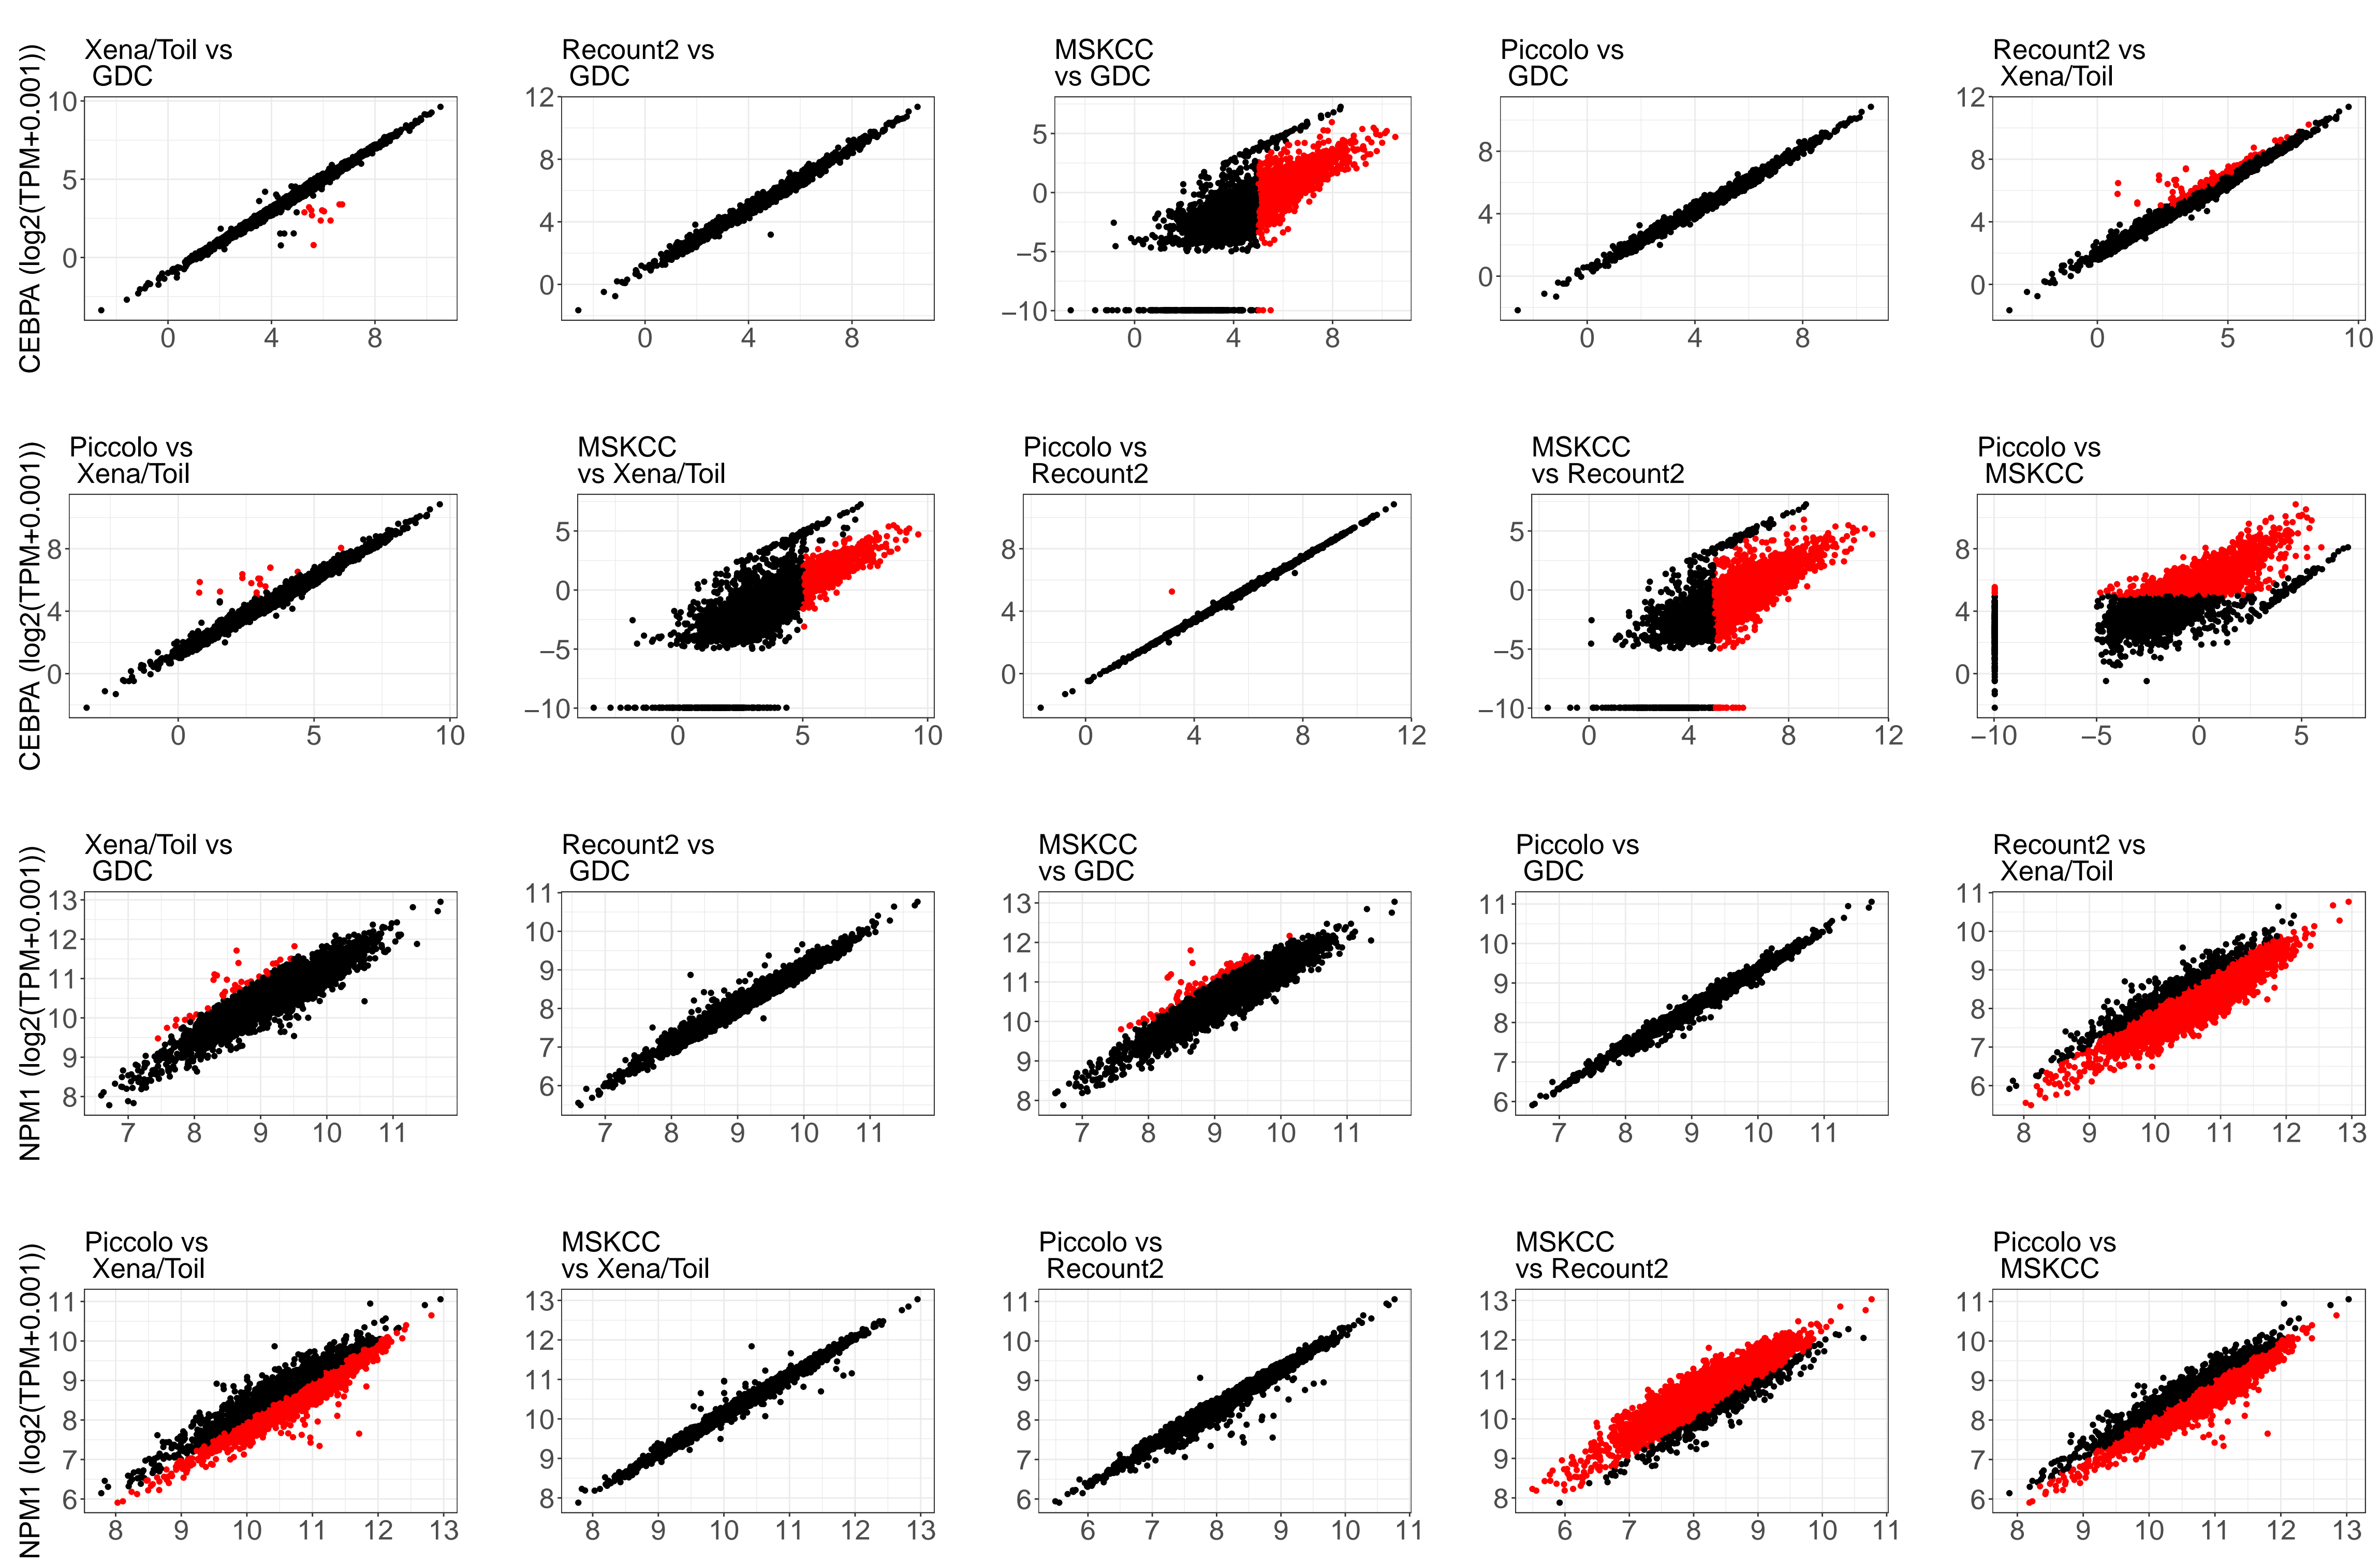 Xena/Toil vs
GDC
Recount2 vs
GDC
MSKCC
vs GDC
Piccolo vs
GDC
Recount2 vs
Xena/Toil
CEBPA (log2(TPM+0.001))
10
5
0
0 4 8
12
8
4
0
0 4 8
5
0
−5
−10
0 4 8
8
4
0
0 4 8
12
8
4
0
0 5 10
Piccolo vs
Xena/Toil
MSKCC
vs Xena/Toil
Piccolo vs
Recount2
MSKCC
vs Recount2
Piccolo vs
MSKCC
CEBPA (log2(TPM+0.001))
8
4
0
0 5 10
5
0
−5
−10
0 5 10
8
4
0
0 4 8 12
5
0
−5
−10
0 4 8 12
8
4
0
−10 −5 0 5
Xena/Toil vs
GDC
Recount2 vs
GDC
MSKCC
vs GDC
Piccolo vs
GDC
Recount2 vs
Xena/Toil
NPM1 (log2(TPM+0.001))
13
12
11
10
9
8
7 8 9 10 11
11
10
9
8
7
6
7 8 9 10 11
13
12
11
10
9
8
7 8 9 10 11
11
10
9
8
7
6
7 8 9 10 11
11
10
9
8
7
6
8 9 10 11 12 13
Piccolo vs
Xena/Toil
MSKCC
vs Xena/Toil
Piccolo vs
Recount2
MSKCC
vs Recount2
Piccolo vs
MSKCC
NPM1 (log2(TPM+0.001))
11
10
9
8
7
6
8 9 10 11 12 13
13
12
11
10
9
8
8 9 10 11 12 13
11
10
9
8
7
6
6 7 8 9 10 11
13
12
11
10
9
8
6 7 8 9 10 11
11
10
9
8
7
6
8 9 10 11 12 13